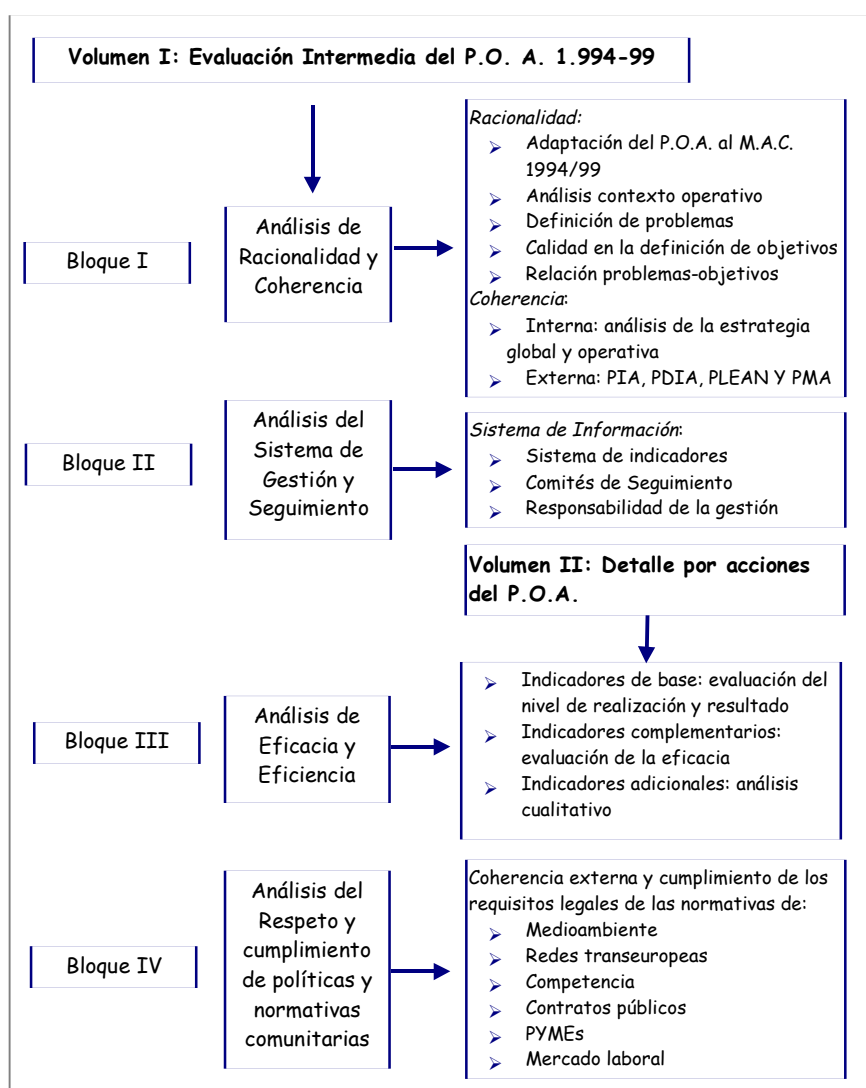 Volumen I: Evaluación Intermedia del P.O. A. 1.994-99
Bloque I
Análisis de
Racionalidad y
Coherencia
Racionalidad:
➢ Adaptación del P.O.A. al M.A.C.
1994/99
➢ Análisis contexto operativo
➢ Definición de problemas
➢ Calidad en la definición de objetivos
➢ Relación problemas-objetivos
Coherencia:
➢ Interna: análisis de la estrategia
global y operativa
➢ Externa: PIA, PDIA, PLEAN Y PMA
Bloque II
Análisis del
Sistema de
Gestión y
Seguimiento
Sistema de Información:
➢ Sistema de indicadores
➢ Comités de Seguimiento
➢ Responsabilidad de la gestión
Volumen II: Detalle por acciones
del P.O.A.
Bloque III
Análisis de
Eficacia y
Eficiencia
➢ Indicadores de base: evaluación del
nivel de realización y resultado
➢ Indicadores complementarios:
evaluación de la eficacia
➢ Indicadores adicionales: análisis
cualitativo
Bloque IV
Análisis del
Respeto y
cumplimiento
de políticas y
normativas
comunitarias
Coherencia externa y cumplimiento de los
requisitos legales de las normativas de:
➢ Medioambiente
➢ Redes transeuropeas
➢ Competencia
➢ Contratos públicos
➢ PYMEs
➢ Mercado laboral